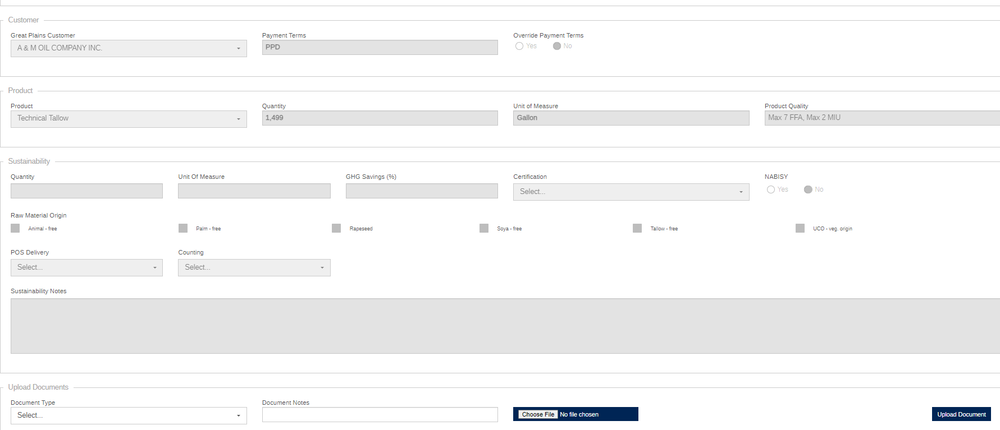 Customer
Great Plains Customer Payment Terms Override Payment Terms
A & M OIL COMPANY INC. PPD Yes No
Product
Product Quantity Unit of Measure Product Quality
Technical Tallow 1,499 Gallon Max 7 FFA, Max 2 MIU
Sustainability
Quantity Unit Of Measure GHG Savings (%) Certification NABISY
Select... Yes No
Raw Material Origin
Animal - free Palm - free Rapeseed Soya - free Tallow - free UCO - veg. origin
POS Delivery Counting
Select... Select...
Sustainability Notes
Upload Documents
Document Type Document Notes
Select... Choose File No file chosen Upload Document